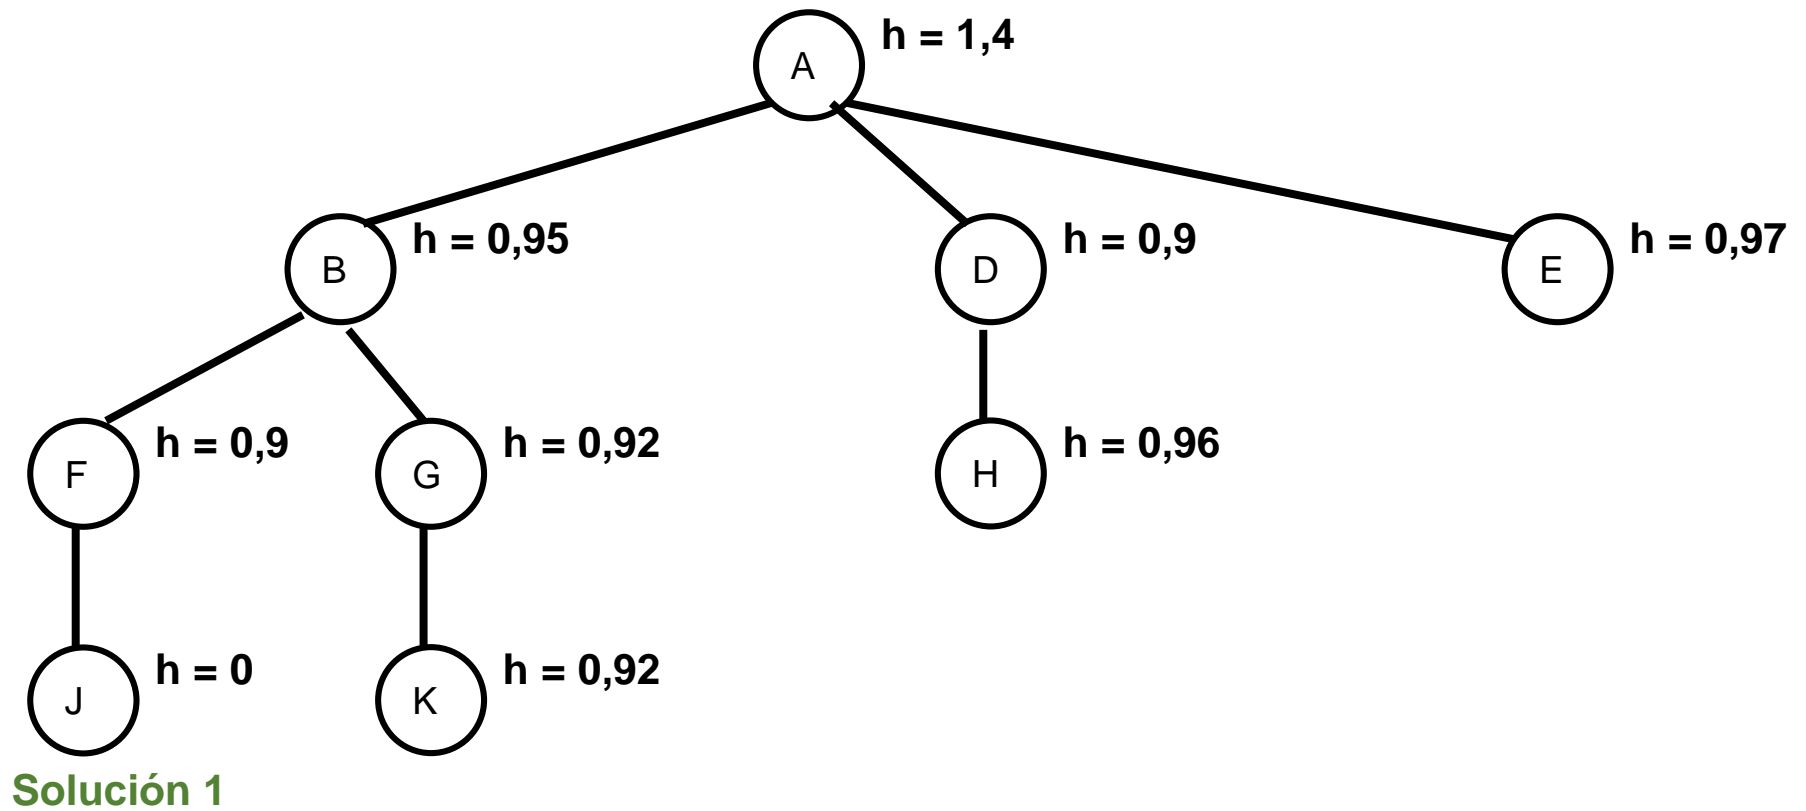 A
h = 1,4
B
h = 0,95
D
h = 0,9
E
h = 0,97
F
h = 0,9
G
h = 0,92
H
h = 0,96
J
h = 0
K
h = 0,92
Solución 1